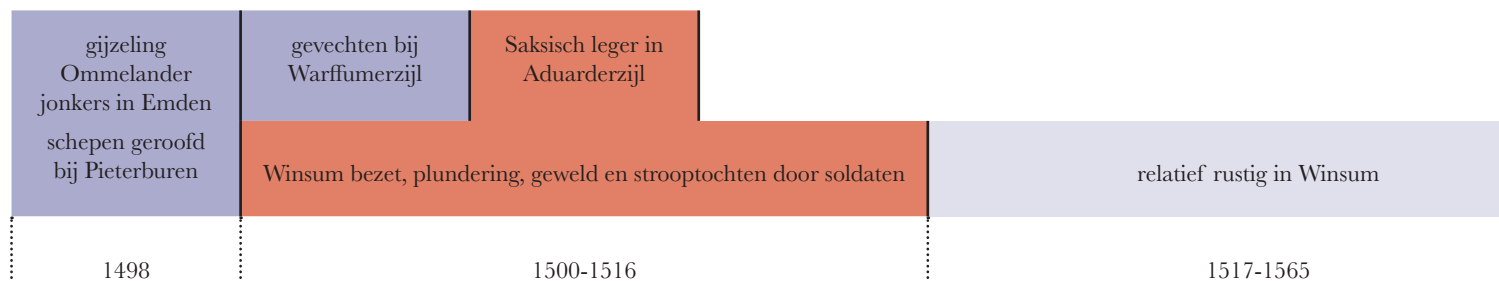 gijzeling
Ommelander
jonkers in Emden
schepen geroofd
bij Pieterburen
gevechten bij
Warffumerzijl
Saksisch leger in
Aduarderzijl
Winsum bezet, plundering, geweld en strooptochten door soldaten
relatief rustig in Winsum
1498
1500-1516
1517-1565